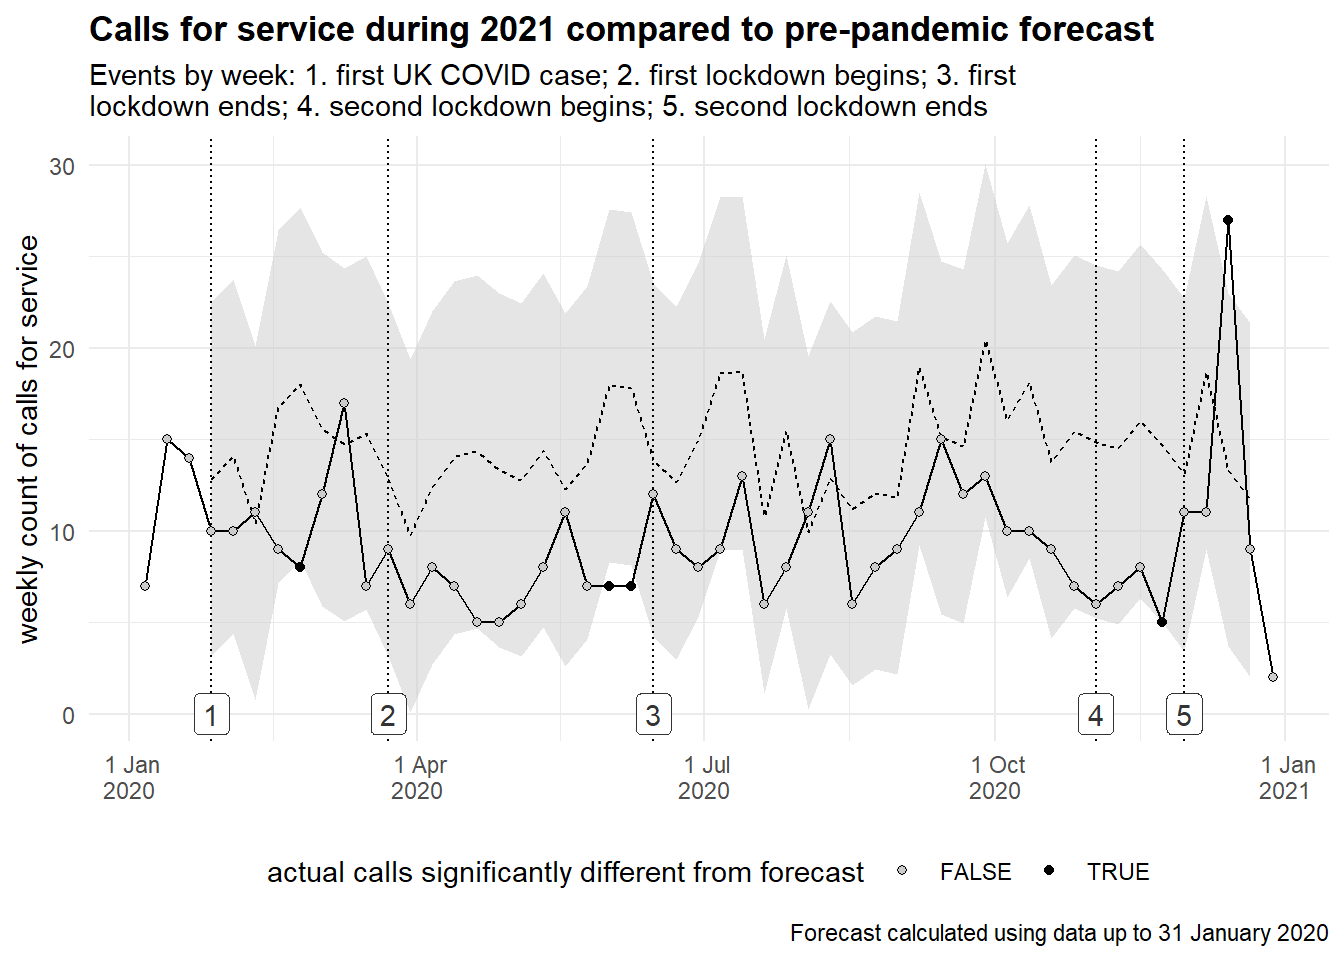 Calls for service during 2021 compared to pre-pandemic forecast
Events by week: 1. first UK COVID case; 2. first lockdown begins; 3. first
lockdown ends; 4. second lockdown begins; 5. second lockdown ends
weekly count of calls for service
30
20
10
0
1
2
3
4
5
1 Jan
2020
1 Apr
2020
1 Jul
2020
1 Oct
2020
1 Jan
2021
actual calls significantly different from forecast
FALSE
TRUE
Forecast calculated using data up to 31 January 2020